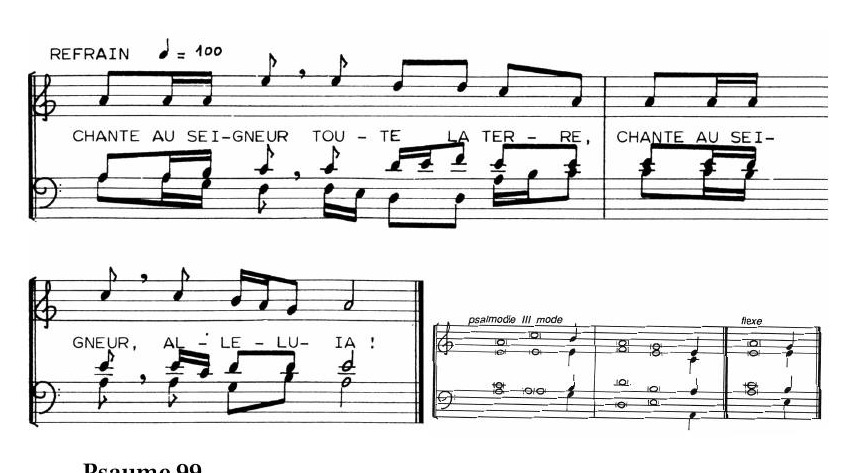 REFRAIN ♩ = 100
CHANTE AU SEI-GNEUR TOU - TE LA TER - RE, CHANTE AU SEI-
GNEUR, AL - LE - LU- IA !
psalmodie III mode
flexe
Psaume 99